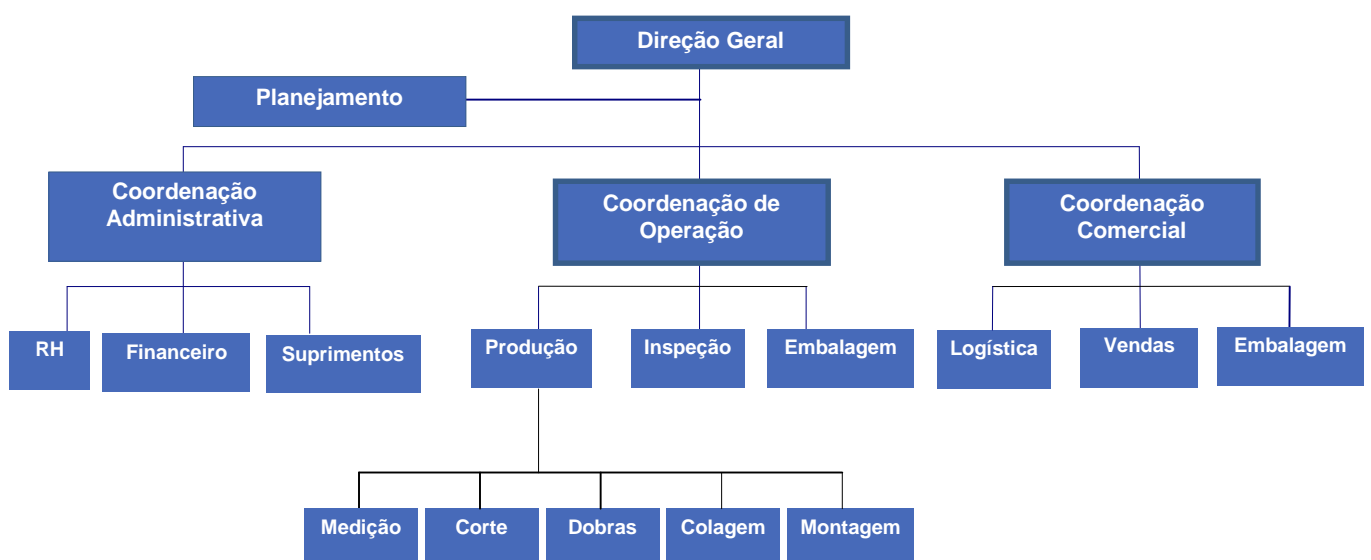 Direção Geral
Planejamento
Coordenação
Administrativa
Coordenação de
Operação
Coordenação
Comercial
RH
Financeiro
Suprimentos
Produção
Inspeção
Embalagem
Logística
Vendas
Embalagem
Medição
Corte
Dobras
Colagem
Montagem